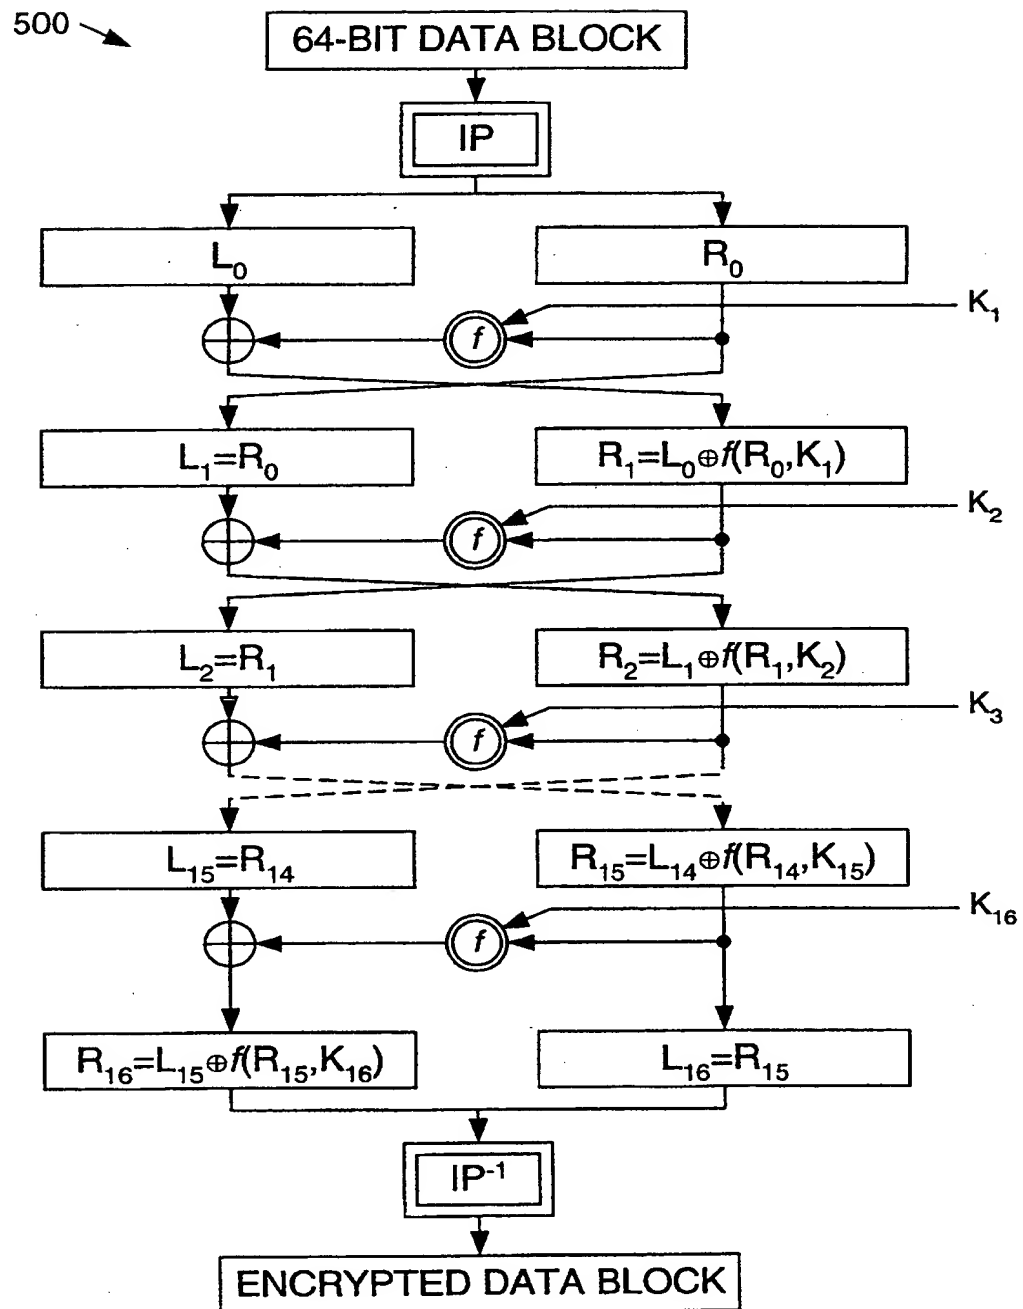 500
64-BIT DATA BLOCK
IP
L₀
R₀
K₁
f
L₁=R₀
R₁=L₀⊕f(R₀,K₁)
K₂
f
L₂=R₁
R₂=L₁⊕f(R₁,K₂)
K₃
f
L₁₅=R₁₄
R₁₅=L₁₄⊕f(R₁₄,K₁₅)
K₁₆
f
R₁₆=L₁₅⊕f(R₁₅,K₁₆)
L₁₆=R₁₅
IP⁻¹
ENCRYPTED DATA BLOCK